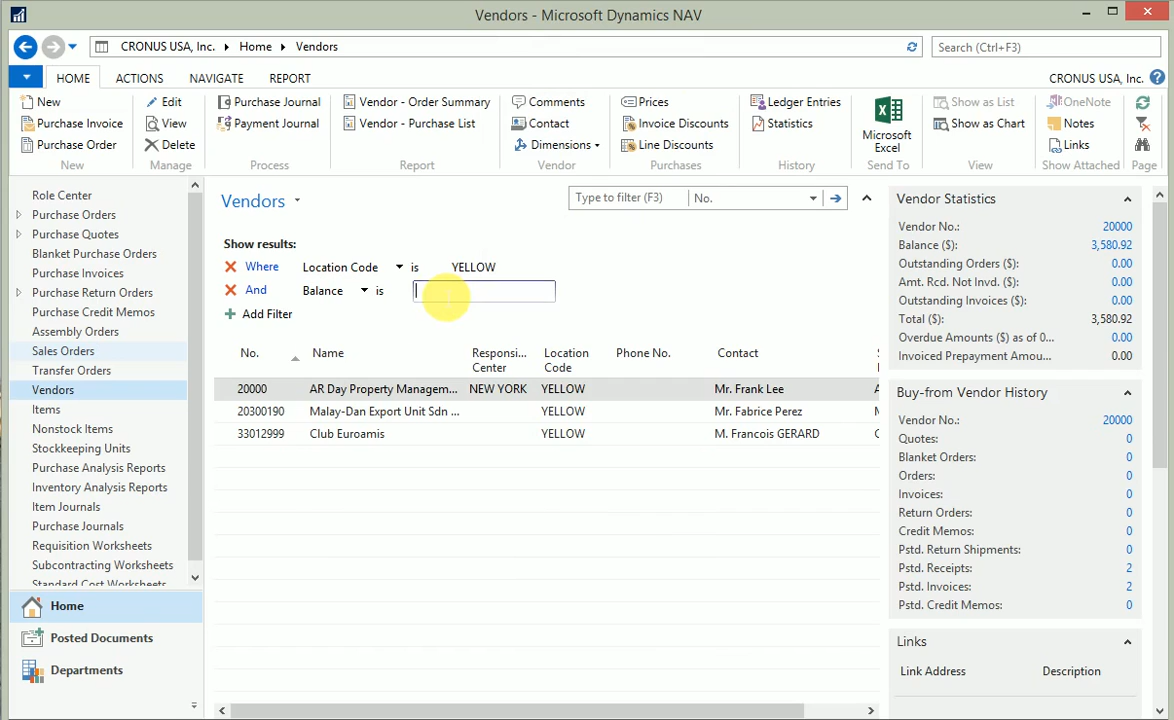 Vendors - Microsoft Dynamics NAV
CRONUS USA, Inc. Home Vendors
Search (Ctrl+F3)
HOME ACTIONS NAVIGATE REPORT
CRONUS USA, Inc.
New
Purchase Invoice
Purchase Order
New
Edit
View
Delete
Manage
Purchase Journal
Payment Journal
Process
Vendor - Order Summary
Vendor - Purchase List
Report
Comments
Contact
Dimensions
Vendor
Prices
Invoice Discounts
Line Discounts
Purchases
Ledger Entries
Statistics
History
Microsoft
Excel
Send To
Show as List
Show as Chart
View
OneNote
Notes
Links
Show Attached
Page
Role Center
Purchase Orders
Purchase Quotes
Blanket Purchase Orders
Purchase Invoices
Purchase Return Orders
Purchase Credit Memos
Assembly Orders
Sales Orders
Transfer Orders
Vendors
Items
Nonstock Items
Stockkeeping Units
Purchase Analysis Reports
Inventory Analysis Reports
Item Journals
Purchase Journals
Requisition Worksheets
Subcontracting Worksheets
Standard Cost Worksheets
Home
Posted Documents
Departments
Vendors
Type to filter (F3) No.
Show results:
Where Location Code is YELLOW
And Balance is
Add Filter
No. Name Responsi... Center Location Code Phone No. Contact
20000 AR Day Property Managem... NEW YORK YELLOW Mr. Frank Lee
20300190 Malay-Dan Export Unit Sdn ... YELLOW Mr. Fabrice Perez
33012999 Club Euroamis YELLOW M. Francois GERARD
Vendor Statistics
Vendor No.: 20000
Balance ($): 3,580.92
Outstanding Orders ($): 0.00
Amt. Rcd. Not Invd. ($): 0.00
Outstanding Invoices ($): 0.00
Total ($): 3,580.92
Overdue Amounts ($) as of 0... 0.00
Invoiced Prepayment Amou... 0.00
Buy-from Vendor History
Vendor No.: 20000
Quotes: 0
Blanket Orders: 0
Orders: 0
Invoices: 0
Return Orders: 0
Credit Memos: 0
Pstd. Return Shipments: 0
Pstd. Receipts: 2
Pstd. Invoices: 2
Pstd. Credit Memos: 0
Links
Link Address Description